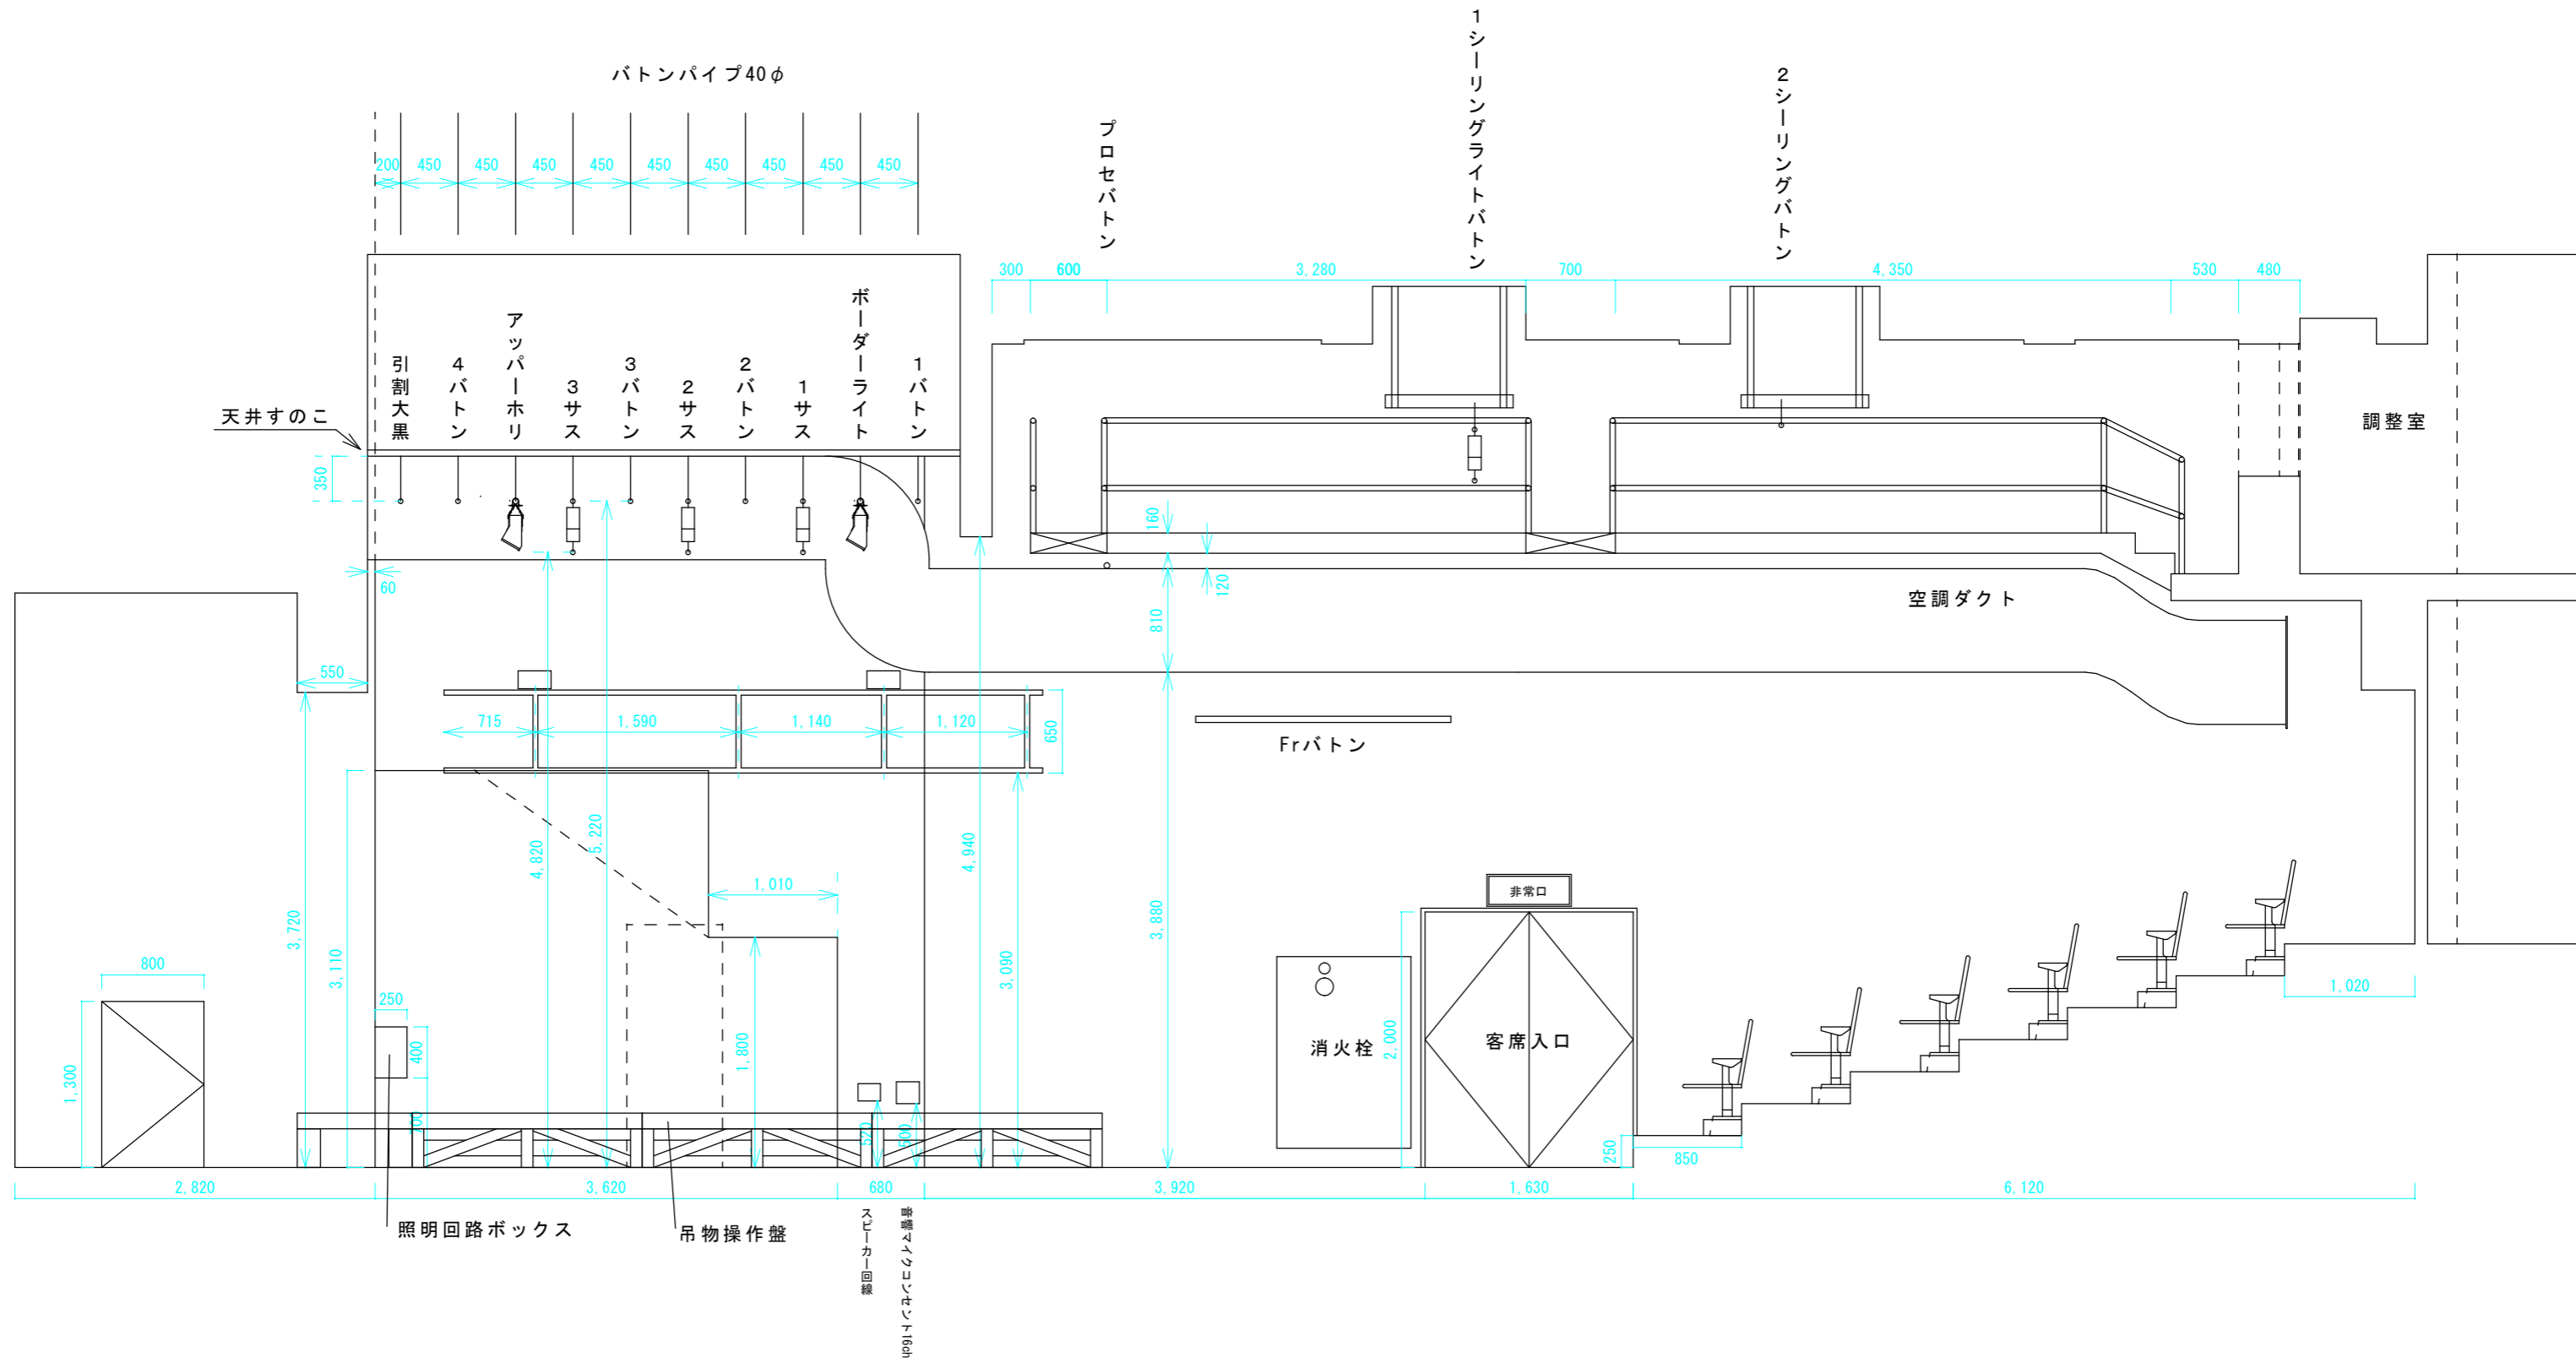 バトンパイプ40φ
プロセバトン
1シーリングライトバトン
2シーリングバトン
200 450 450 450 450 450 450 450 450 450
300 600 3,280 700 4,350 530 480
引割大黒
4バトン
アッパーホリ
3サス
3バトン
2サス
2バトン
1サス
ボーダーライト
1バトン
天井すのこ
調整室
350
160
120
60
810
空調ダクト
550
715 1,590 1,140 1,120
650
Frバトン
4,820
5,220
4,940
3,880
3,720
3,110
3,090
1,010
1,800
非常口
800
1,300
250
400
700
520
500
消火栓
2,000
客席入口
1,020
250
850
2,820 3,620 680 3,920 1,630 6,120
照明回路ボックス
吊物操作盤
スピーカー回線
音響マイクコンセント16ch